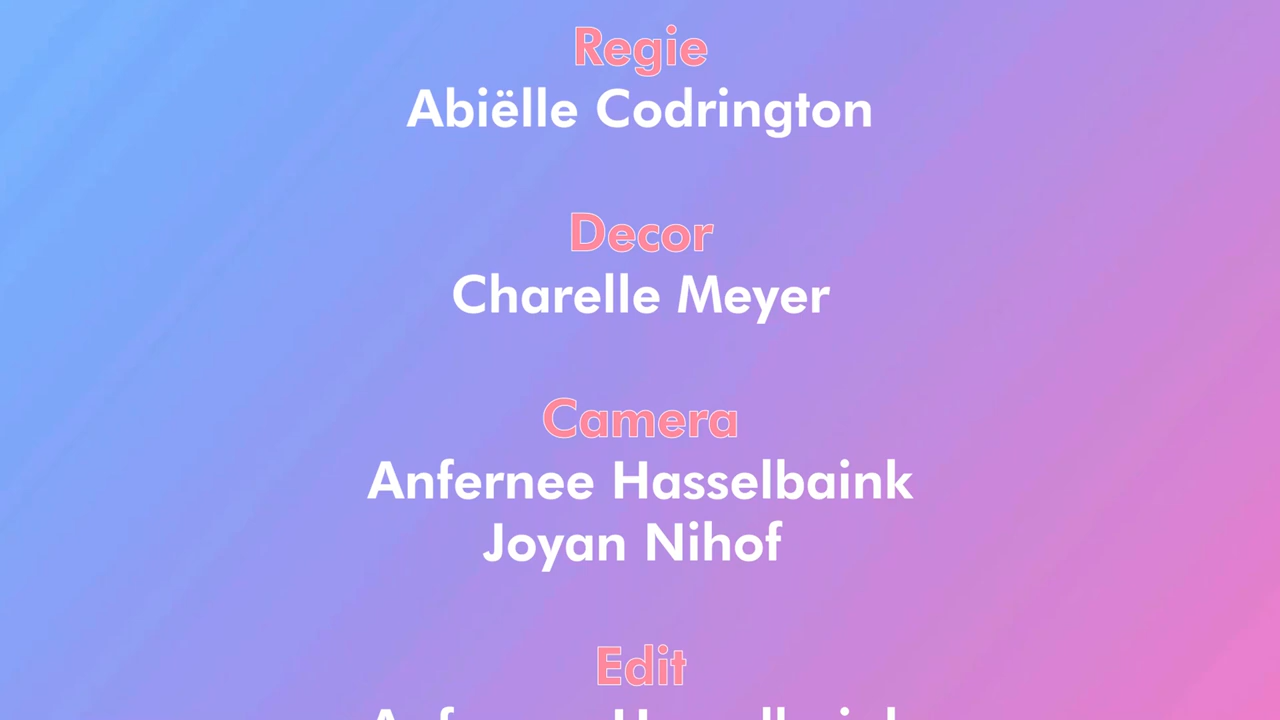 Regie
Abiëlle Codrington
Decor
Charelle Meyer
Camera
Anfernee Hasselbaink
Joyan Nihof
Edit